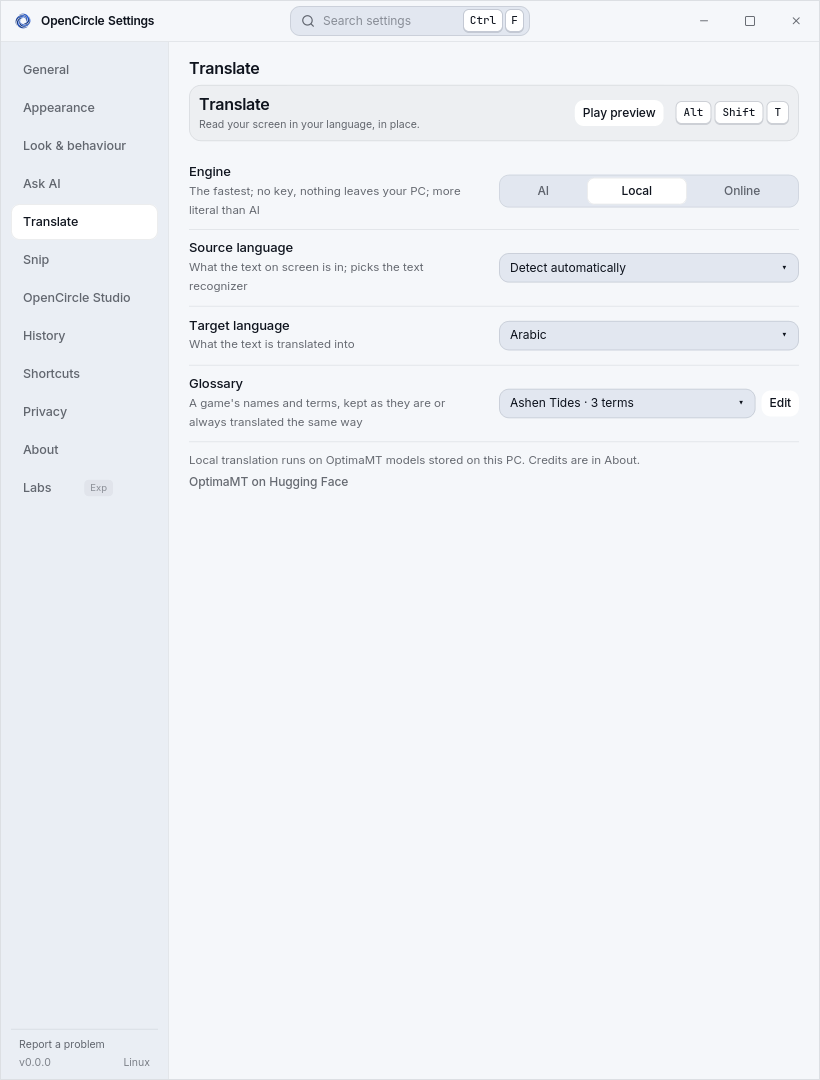 OpenCircle Settings
Search settings
Ctrl F
General
Appearance
Look & behaviour
Ask AI
Translate
Snip
OpenCircle Studio
History
Shortcuts
Privacy
About
Labs Exp
Report a problem
v0.0.0 Linux
Translate
Translate
Read your screen in your language, in place.
Play preview
Alt Shift T
Engine
The fastest; no key, nothing leaves your PC; more
literal than AI
AI Local Online
Source language
What the text on screen is in; picks the text
recognizer
Detect automatically
Target language
What the text is translated into
Arabic
Glossary
A game's names and terms, kept as they are or
always translated the same way
Ashen Tides · 3 terms
Edit
Local translation runs on OptimaMT models stored on this PC. Credits are in About.
OptimaMT on Hugging Face